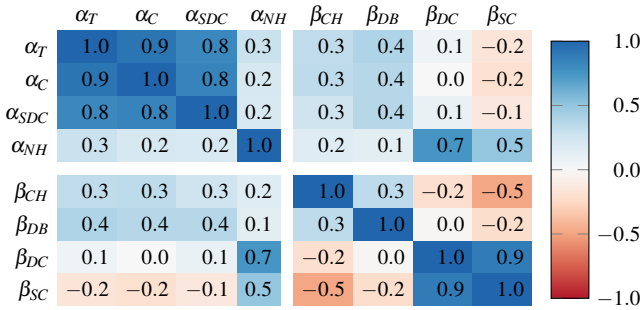 α_T α_C α_SDC α_NH β_CH β_DB β_DC β_SC
α_T 1.0 0.9 0.8 0.3 0.3 0.4 0.1 −0.2 1.0
α_C 0.9 1.0 0.8 0.2 0.3 0.4 0.0 −0.2
α_SDC 0.8 0.8 1.0 0.2 0.3 0.4 0.1 −0.1 0.5
α_NH 0.3 0.2 0.2 1.0 0.2 0.1 0.7 0.5
0.0
β_CH 0.3 0.3 0.3 0.2 1.0 0.3 −0.2 −0.5
β_DB 0.4 0.4 0.4 0.1 0.3 1.0 0.0 −0.2 −0.5
β_DC 0.1 0.0 0.1 0.7 −0.2 0.0 1.0 0.9
β_SC −0.2 −0.2 −0.1 0.5 −0.5 −0.2 0.9 1.0 −1.0